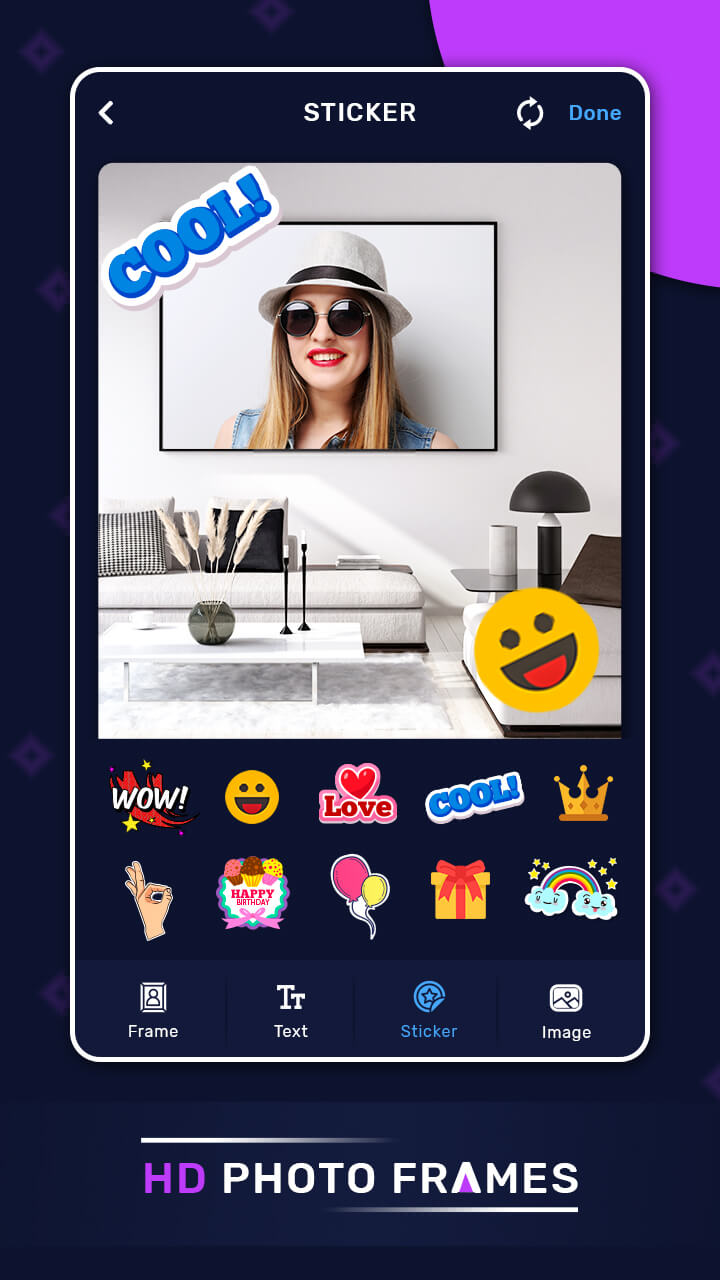 STICKER
Done
COOL!
WOW!
Love
COOL!
HAPPY
BIRTHDAY
Frame
Text
Sticker
Image
HD PHOTO FRAMES